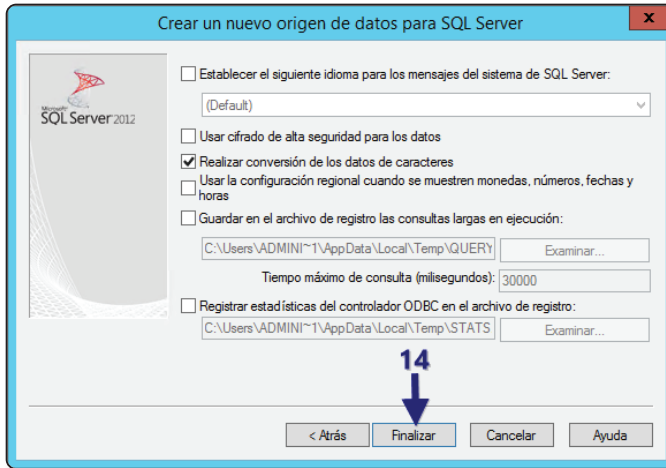 Crear un nuevo origen de datos para SQL Server
x
Microsoft
SQL Server 2012
Establecer el siguiente idioma para los mensajes del sistema de SQL Server:
(Default)
Usar cifrado de alta seguridad para los datos
Realizar conversión de los datos de caracteres
Usar la configuración regional cuando se muestren monedas, números, fechas y
horas
Guardar en el archivo de registro las consultas largas en ejecución:
C:\Users\ADMINI~1\AppData\Local\Temp\QUERY
Examinar...
Tiempo máximo de consulta (milisegundos): 30000
Registrar estadísticas del controlador ODBC en el archivo de registro:
C:\Users\ADMINI~1\AppData\Local\Temp\STATS
Examinar...
14
< Atrás
Finalizar
Cancelar
Ayuda